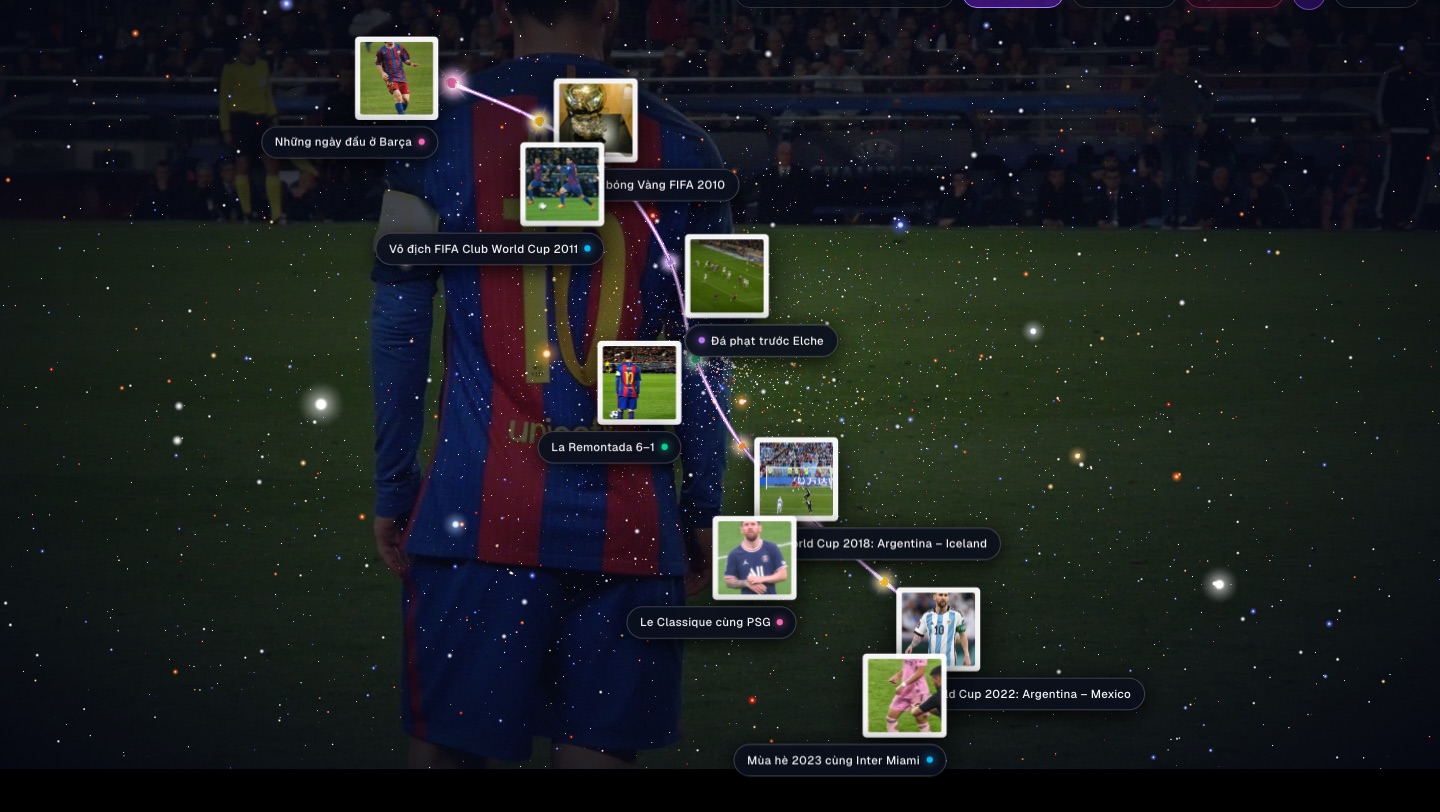 Những ngày đầu ở Barça
bóng Vàng FIFA 2010
Vô địch FIFA Club World Cup 2011
Đá phạt trước Elche
10
La Remontada 6–1
Cup 2018: Argentina – Iceland
Le Classique cùng PSG
10
Cup 2022: Argentina – Mexico
Mùa hè 2023 cùng Inter Miami